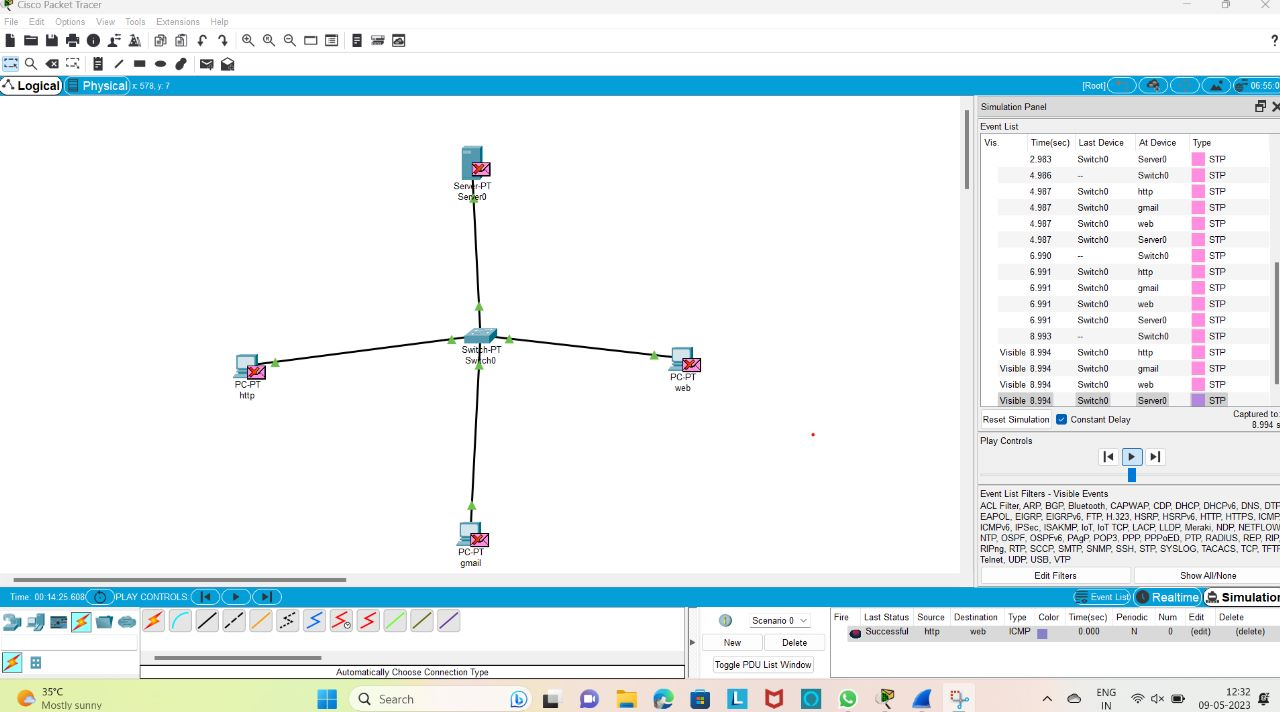 Cisco Packet Tracer
File Edit Options View Tools Extensions Help
?
Logical Physical x: 578, y: 7 [Root] 06:55:0
Server-PT
Server0
Switch-PT
Switch0
PC-PT
http
PC-PT
web
PC-PT
gmail
Simulation Panel
Event List
Vis. Time(sec) Last Device At Device Type
2.983 Switch0 Server0 STP
4.986 -- Switch0 STP
4.987 Switch0 http STP
4.987 Switch0 gmail STP
4.987 Switch0 web STP
4.987 Switch0 Server0 STP
6.990 -- Switch0 STP
6.991 Switch0 http STP
6.991 Switch0 gmail STP
6.991 Switch0 web STP
6.991 Switch0 Server0 STP
8.993 -- Switch0 STP
Visible 8.994 Switch0 http STP
Visible 8.994 Switch0 gmail STP
Visible 8.994 Switch0 web STP
Visible 8.994 Switch0 Server0 STP
Reset Simulation Constant Delay Captured to:
8.994 s
Play Controls
Event List Filters - Visible Events
ACL Filter, ARP, BGP, Bluetooth, CAPWAP, CDP, DHCP, DHCPv6, DNS, DTP
EAPOL, EIGRP, EIGRPv6, FTP, H.323, HSRP, HSRPv6, HTTP, HTTPS, ICMP
ICMPv6, IPSec, ISAKMP, IoT, IoT TCP, LACP, LLDP, Meraki, NDP, NETFLOW
NTP, OSPF, OSPFv6, PAgP, POP3, PPP, PPPoED, PTP, RADIUS, REP, RIP
RIPng, RTP, SCCP, SMTP, SNMP, SSH, STP, SYSLOG, TACACS, TCP, TFTP
Telnet, UDP, USB, VTP
Edit Filters Show All/None
Time: 00:14:25.608 PLAY CONTROLS: Event List Realtime Simulation
Automatically Choose Connection Type
Scenario 0
New Delete
Toggle PDU List Window
Fire Last Status Source Destination Type Color Time(sec) Periodic Num Edit Delete
Successful http web ICMP 0.000 N 0 (edit) (delete)
35°C
Mostly sunny
Search
ENG
IN
12:32
09-05-2023